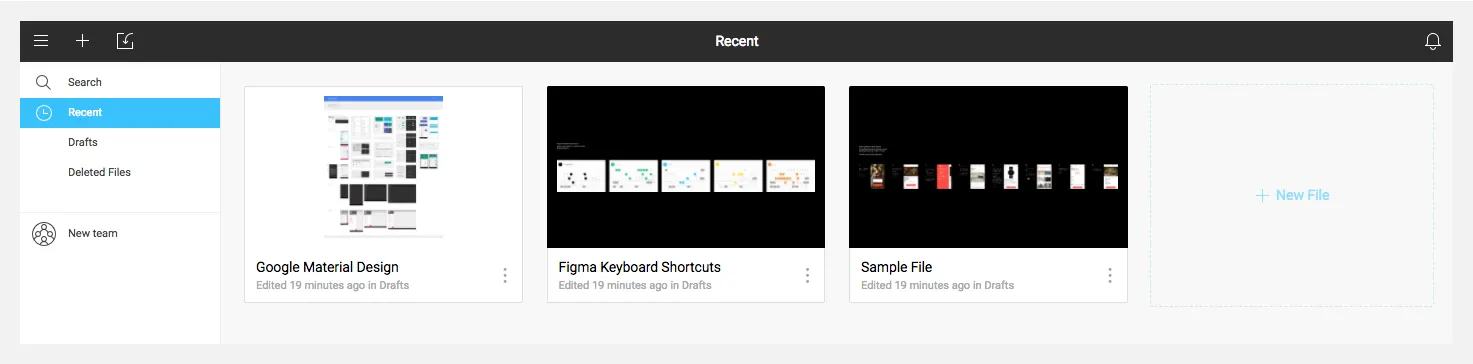 Recent
Search
Recent
Drafts
Deleted Files
New team
Google Material Design
Edited 19 minutes ago in Drafts
Figma Keyboard Shortcuts
Edited 19 minutes ago in Drafts
Sample File
Edited 19 minutes ago in Drafts
New File